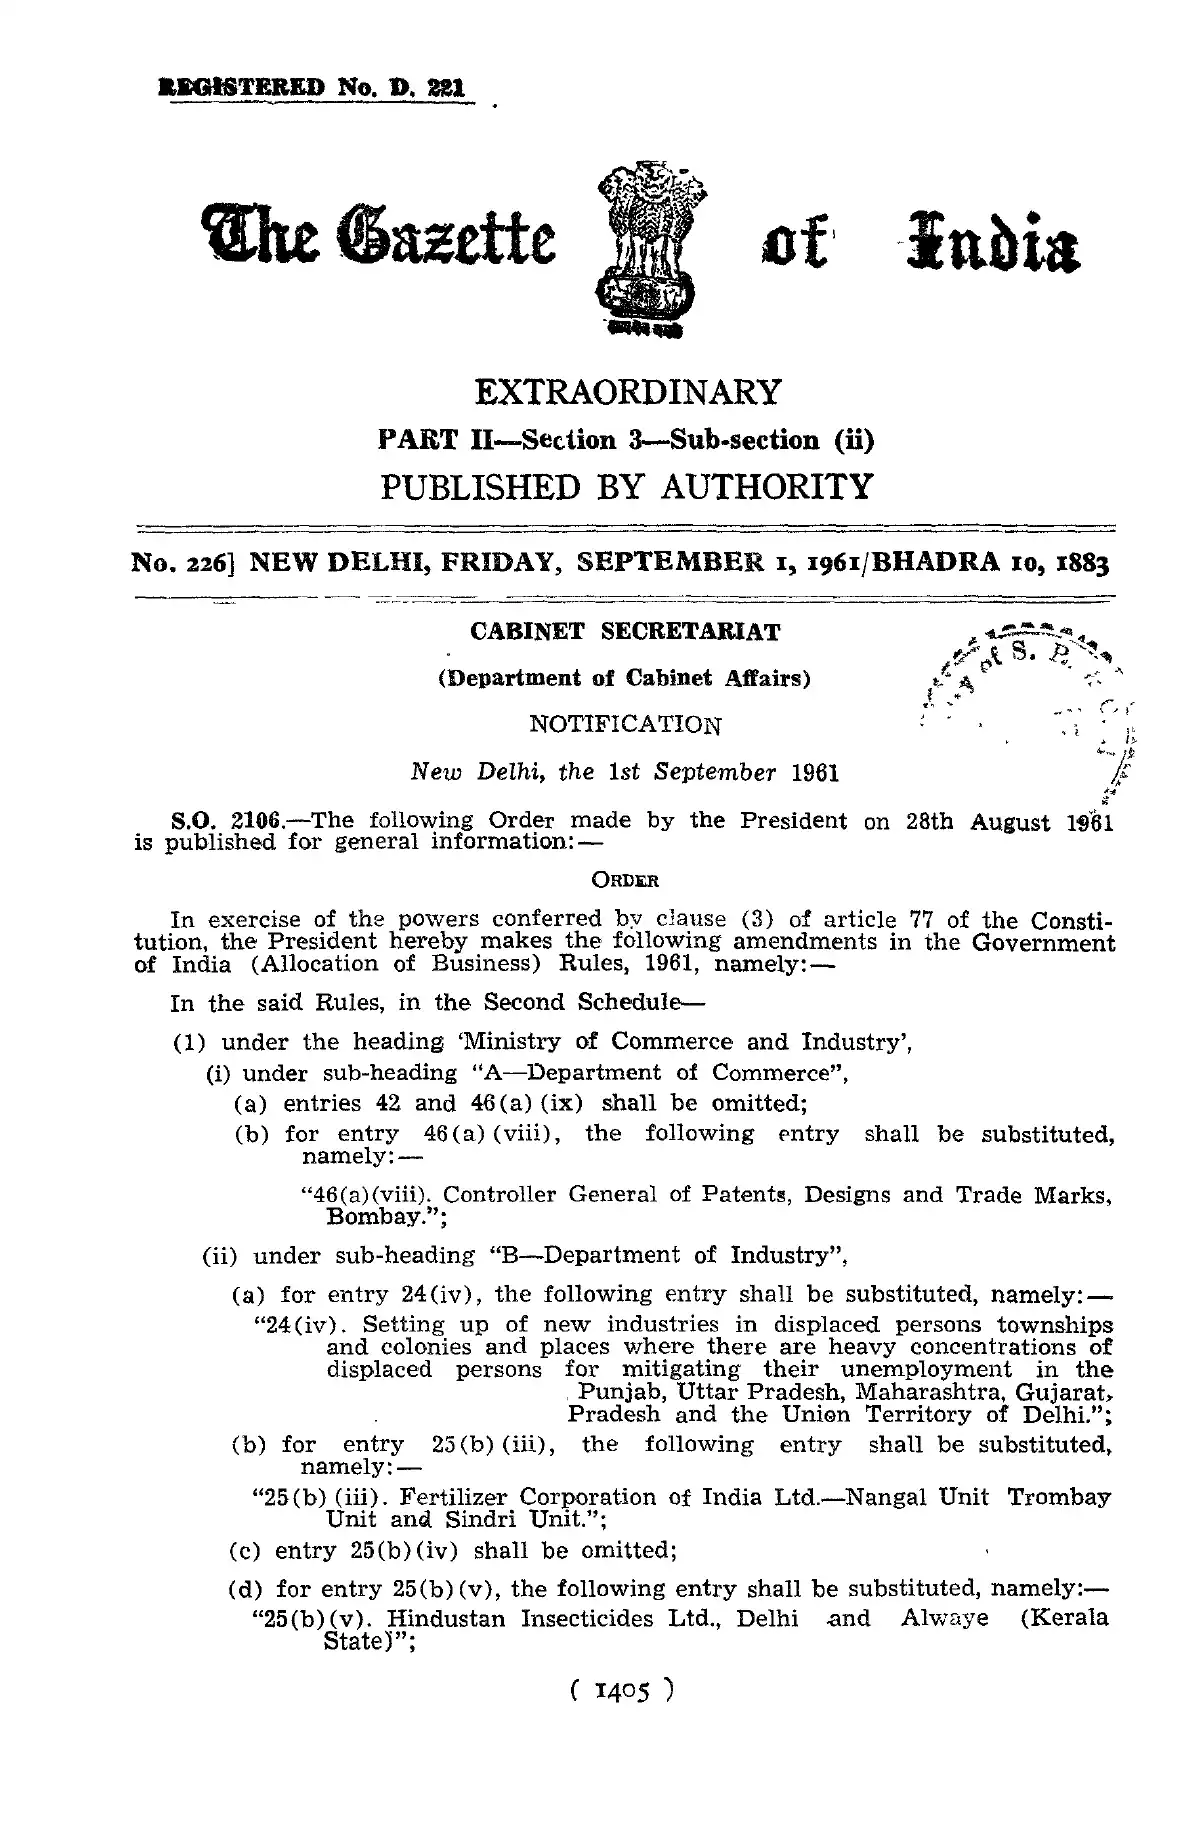 REGISTERED No. D. 221
The Gazette of India
EXTRAORDINARY
PART II—Section 3—Sub-section (ii)
PUBLISHED BY AUTHORITY
No. 226] NEW DELHI, FRIDAY, SEPTEMBER 1, 1961/BHADRA 10, 1883
CABINET SECRETARIAT
(Department of Cabinet Affairs)
NOTIFICATION
New Delhi, the 1st September 1961
S.O. 2106.—The following Order made by the President on 28th August 1961
is published for general information:—
ORDER
In exercise of the powers conferred by clause (3) of article 77 of the Consti-
tution, the President hereby makes the following amendments in the Government
of India (Allocation of Business) Rules, 1961, namely:—
In the said Rules, in the Second Schedule—
(1) under the heading ‘Ministry of Commerce and Industry’,
(i) under sub-heading “A—Department of Commerce”,
(a) entries 42 and 46(a)(ix) shall be omitted;
(b) for entry 46(a)(viii), the following entry shall be substituted,
namely:—
“46(a)(viii). Controller General of Patents, Designs and Trade Marks,
Bombay.”;
(ii) under sub-heading “B—Department of Industry”,
(a) for entry 24(iv), the following entry shall be substituted, namely:—
“24(iv). Setting up of new industries in displaced persons townships
and colonies and places where there are heavy concentrations of
displaced persons for mitigating their unemployment in the
Punjab, Uttar Pradesh, Maharashtra, Gujarat,
Pradesh and the Union Territory of Delhi.”;
(b) for entry 25(b)(iii), the following entry shall be substituted,
namely:—
“25(b)(iii). Fertilizer Corporation of India Ltd.—Nangal Unit Trombay
Unit and Sindri Unit.”;
(c) entry 25(b)(iv) shall be omitted;
(d) for entry 25(b)(v), the following entry shall be substituted, namely:—
“25(b)(v). Hindustan Insecticides Ltd., Delhi and Alwaye (Kerala
State)”;
( 1405 )